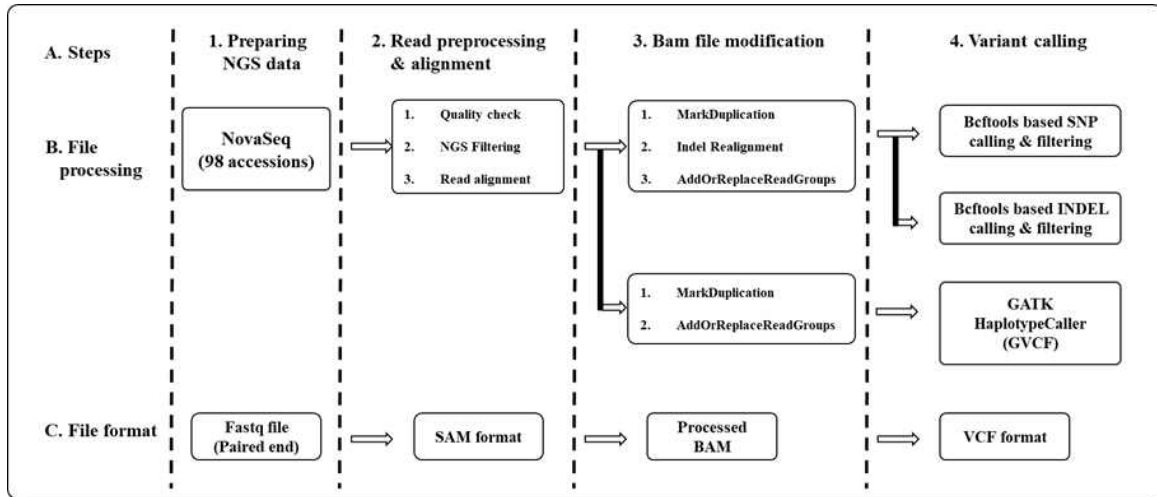 A. Steps
1. Preparing
NGS data
2. Read preprocessing
& alignment
3. Bam file modification
4. Variant calling
B. File
processing
NovaSeq
(98 accessions)
1. Quality check
2. NGS Filtering
3. Read alignment
1. MarkDuplication
2. Indel Realignment
3. AddOrReplaceReadGroups
Bcftools based SNP
calling & filtering
Bcftools based INDEL
calling & filtering
1. MarkDuplication
2. AddOrReplaceReadGroups
GATK
HaplotypeCaller
(GVCF)
C. File format
Fastq file
(Paired end)
SAM format
Processed
BAM
VCF format